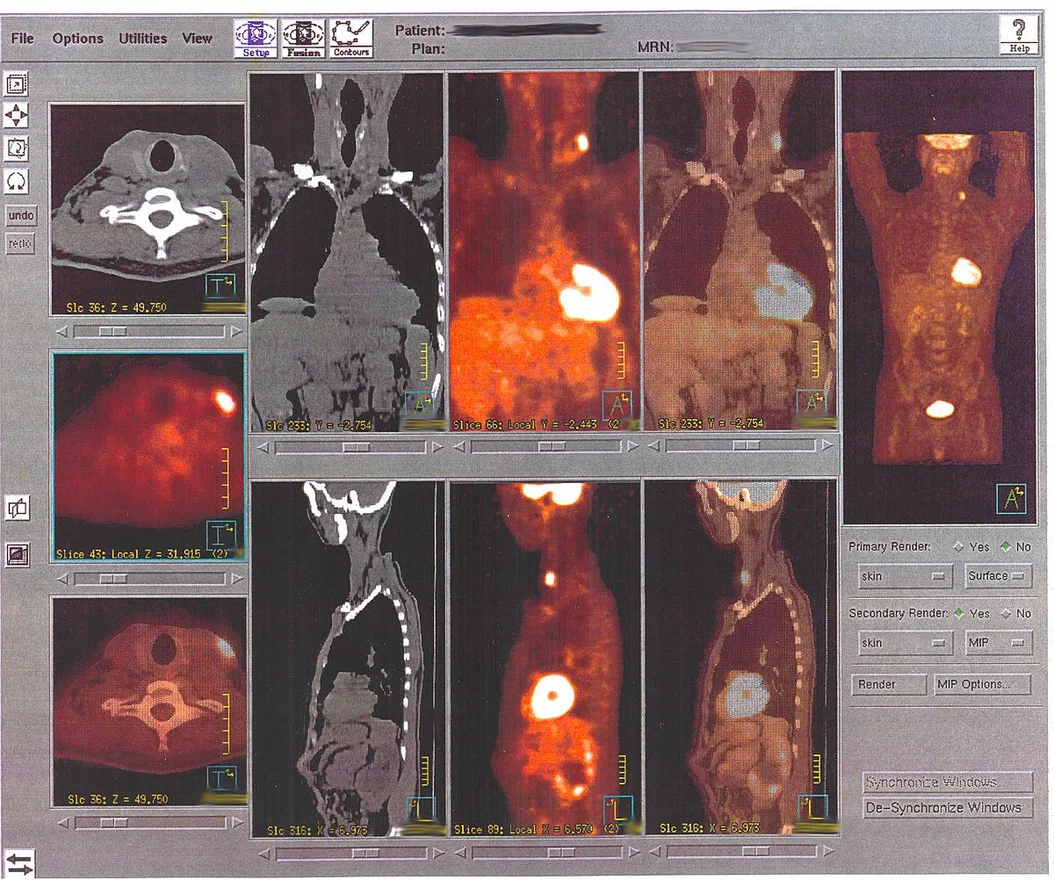 File Options Utilities View Setup Fusion Contours Patient:
Plan:
MRN:
Help
undo
redo
Slc 36: Z = 49.750
Slice 43: Local Z = 31.915 (2)
Slc 36: Z = 49.750
Slc 233: Y = -2.754
A
Slice 66: Local Y = -2.443 (2)
A
Slc 233: Y = -2.754
A
Slc 316: X = 6.973
Slice 89: Local X = 6.570 (2)
Slc 316: X = 6.973
A
Primary Render: Yes No
skin Surface
Secondary Render: Yes No
skin MIP
Render MIP Options...
Synchronize Windows
De-Synchronize Windows